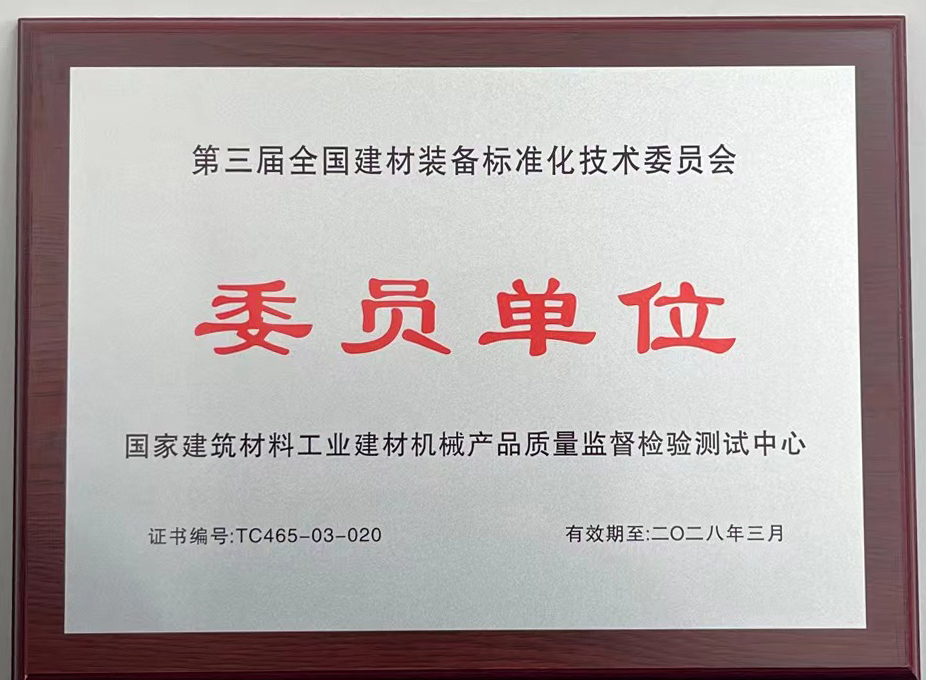 第三届全国建材装备标准化技术委员会
委员单位
国家建筑材料工业建材机械产品质量监督检验测试中心
证书编号:TC465-03-020
有效期至:二〇二八年三月